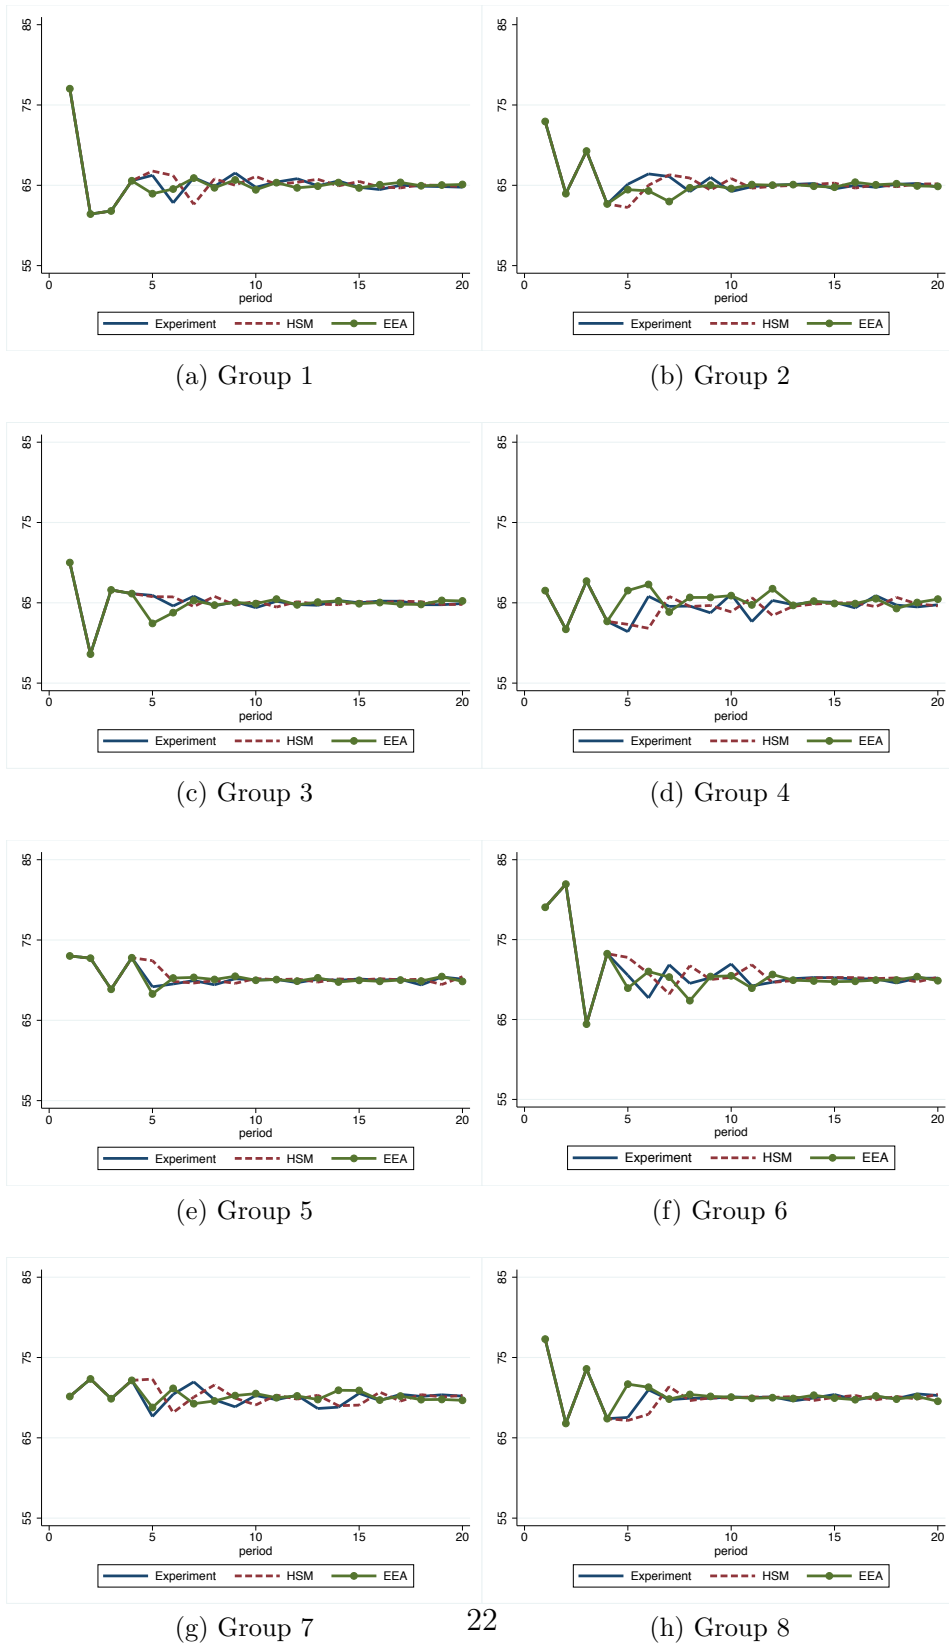 85
75
65
55
0 5 10 15 20
period
Experiment HSM EEA
(a) Group 1
85
75
65
55
0 5 10 15 20
period
Experiment HSM EEA
(b) Group 2
85
75
65
55
0 5 10 15 20
period
Experiment HSM EEA
(c) Group 3
85
75
65
55
0 5 10 15 20
period
Experiment HSM EEA
(d) Group 4
85
75
65
55
0 5 10 15 20
period
Experiment HSM EEA
(e) Group 5
85
75
65
55
0 5 10 15 20
period
Experiment HSM EEA
(f) Group 6
85
75
65
55
0 5 10 15 20
period
Experiment HSM EEA
(g) Group 7
85
75
65
55
0 5 10 15 20
period
Experiment HSM EEA
(h) Group 8
22